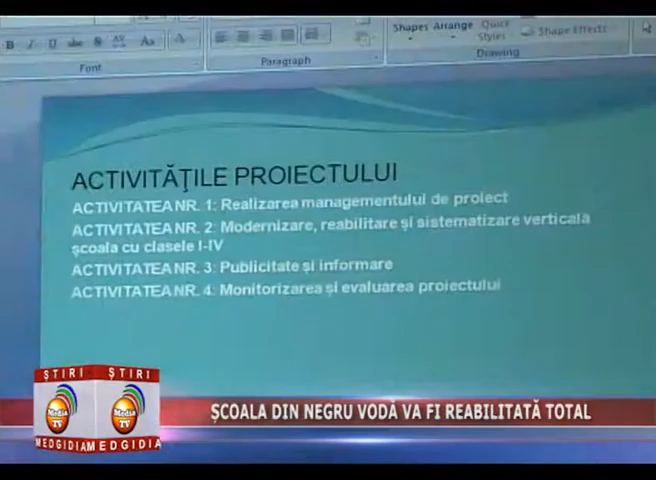 Shapes Arrange Quick Styles Shape Effects
Font Paragraph Drawing
ACTIVITĂŢILE PROIECTULUI
ACTIVITATEA NR. 1: Realizarea managementului de proiect
ACTIVITATEA NR. 2: Modernizare, reabilitare şi sistematizare verticala
şcoala cu clasele I-IV
ACTIVITATEA NR. 3: Publicitate şi informare
ACTIVITATEA NR. 4: Monitorizarea şi evaluarea proiectului
ŞTIRI ŞTIRI
Media TV Media TV
MEDGIDIA MEDGIDIA
ŞCOALA DIN NEGRU VODĂ VA FI REABILITATĂ TOTAL